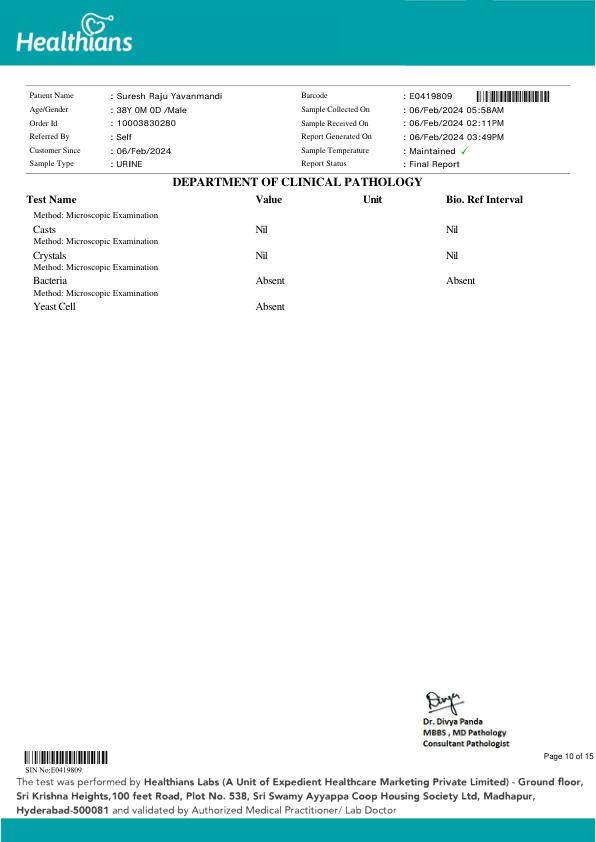 Healthians
Patient Name : Suresh Raju Yavanmandi Barcode : E0419809
Age/Gender : 38Y 0M 0D /Male Sample Collected On : 06/Feb/2024 05:58AM
Order Id : 10003830280 Sample Received On : 06/Feb/2024 02:11PM
Referred By : Self Report Generated On : 06/Feb/2024 03:49PM
Customer Since : 06/Feb/2024 Sample Temperature : Maintained ✓
Sample Type : URINE Report Status : Final Report
DEPARTMENT OF CLINICAL PATHOLOGY
Test Name Value Unit Bio. Ref Interval
Method: Microscopic Examination
Casts Nil Nil
Method: Microscopic Examination
Crystals Nil Nil
Method: Microscopic Examination
Bacteria Absent Absent
Method: Microscopic Examination
Yeast Cell Absent
Divya
Dr. Divya Panda
MBBS , MD Pathology
Consultant Pathologist
Page 10 of 15
SIN No:E0419809
The test was performed by Healthians Labs (A Unit of Expedient Healthcare Marketing Private Limited) - Ground floor,
Sri Krishna Heights,100 feet Road, Plot No. 538, Sri Swamy Ayyappa Coop Housing Society Ltd, Madhapur,
Hyderabad-500081 and validated by Authorized Medical Practitioner/ Lab Doctor